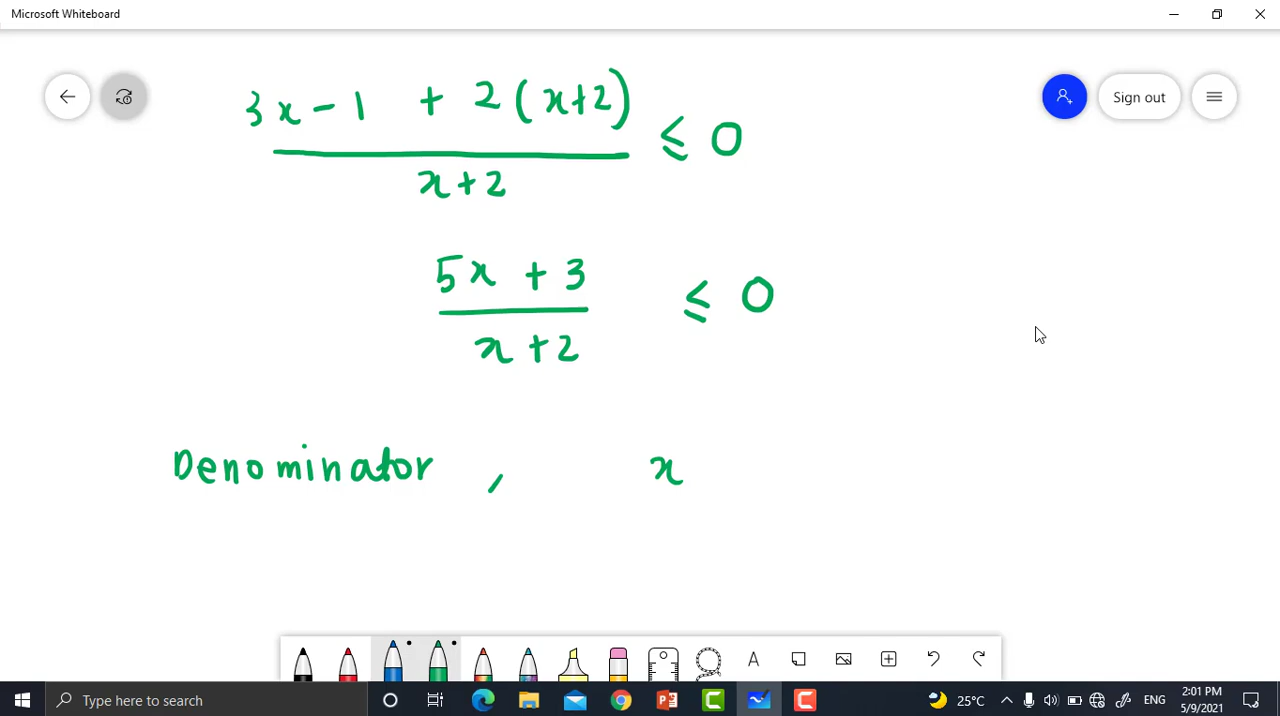 Microsoft Whiteboard
Sign out
3x - 1 + 2(x+2)
≤ 0
x+2
5x + 3
≤ 0
x+2
Denominator , x
A
Type here to search
25°C
ENG
2:01 PM
5/9/2021